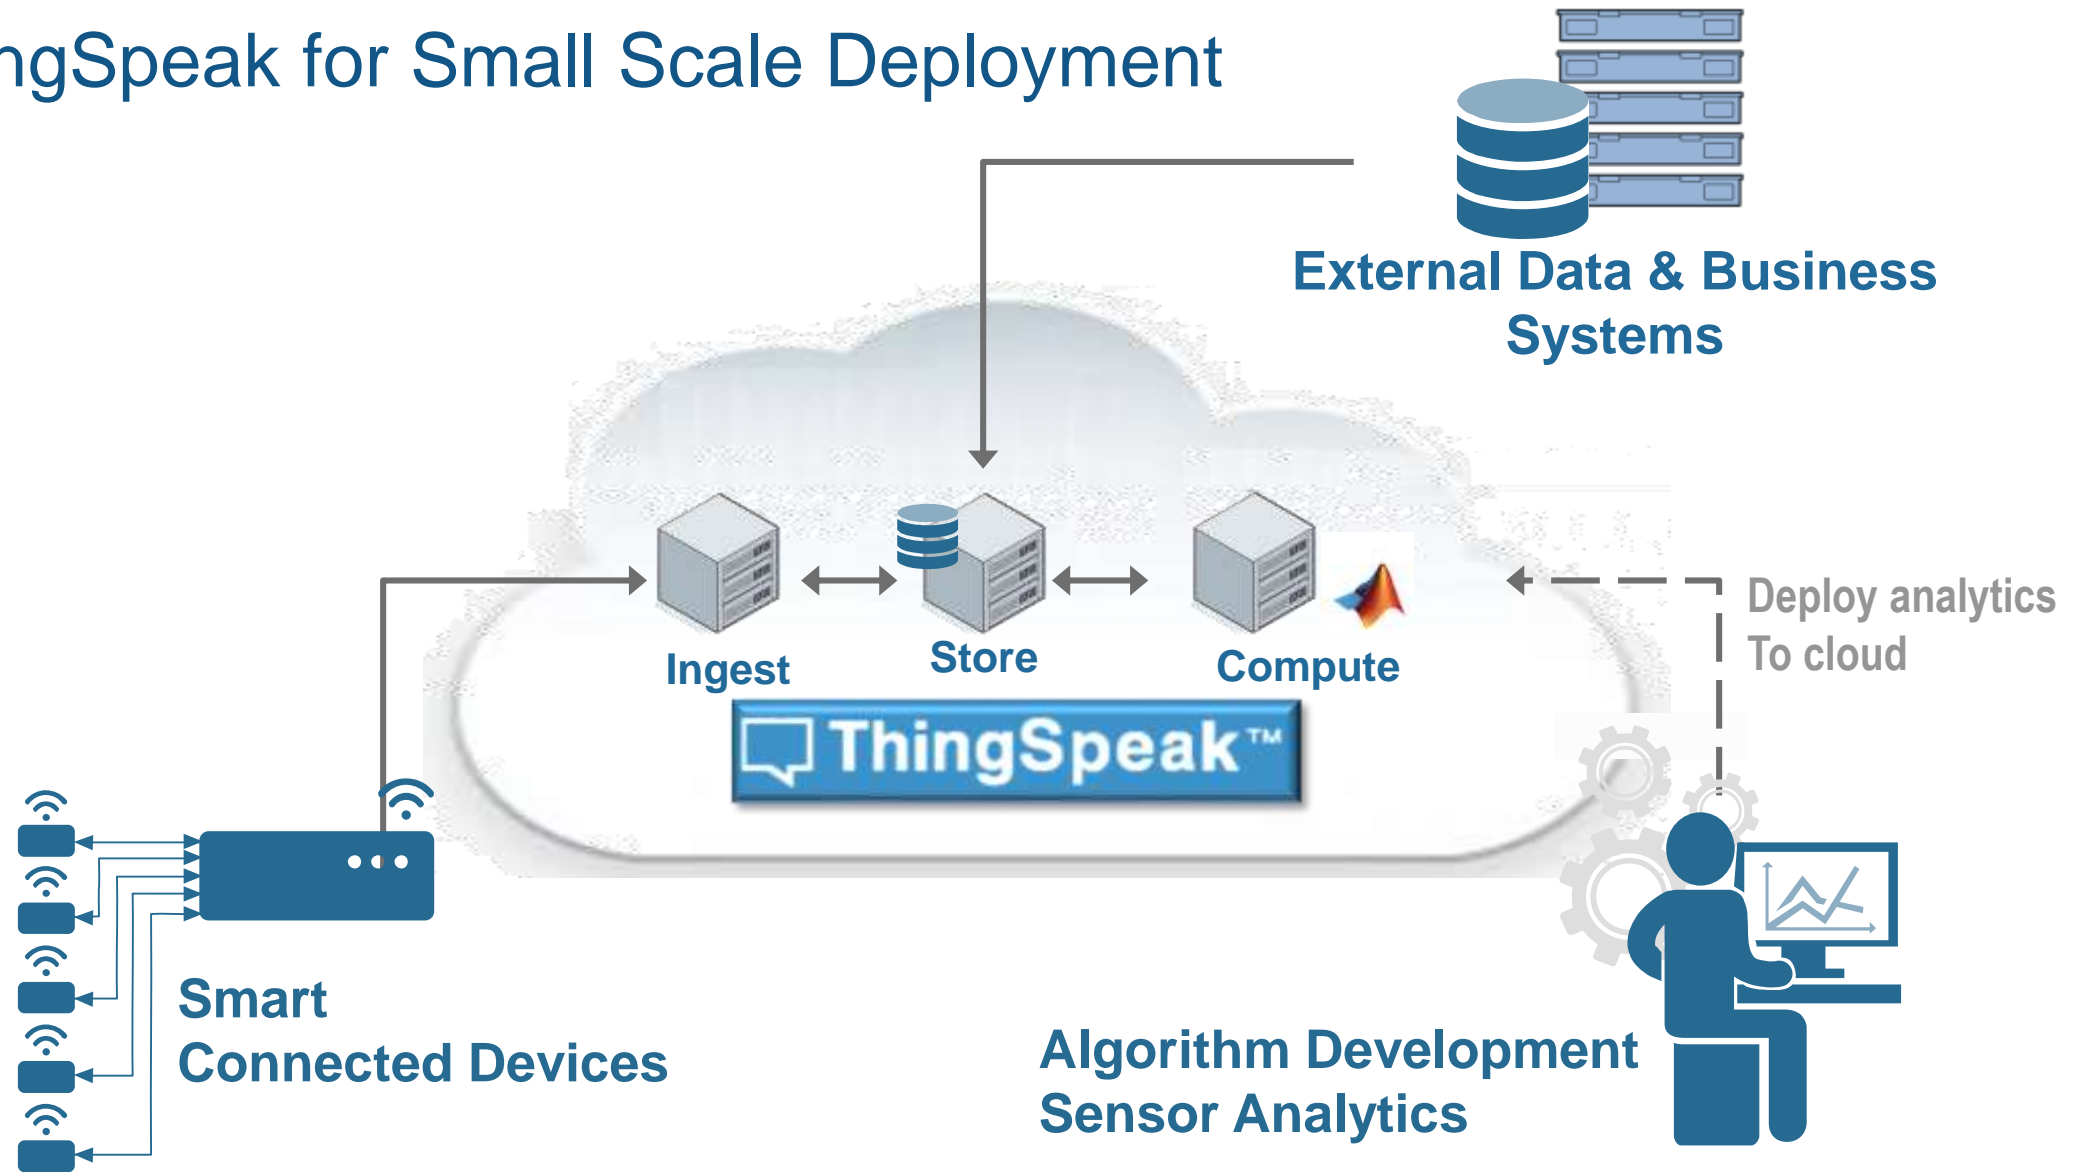 ngSpeak for Small Scale Deployment
External Data & Business
Systems
Deploy analytics
To cloud
Ingest
Store
Compute
ThingSpeak™
Smart
Connected Devices
Algorithm Development
Sensor Analytics